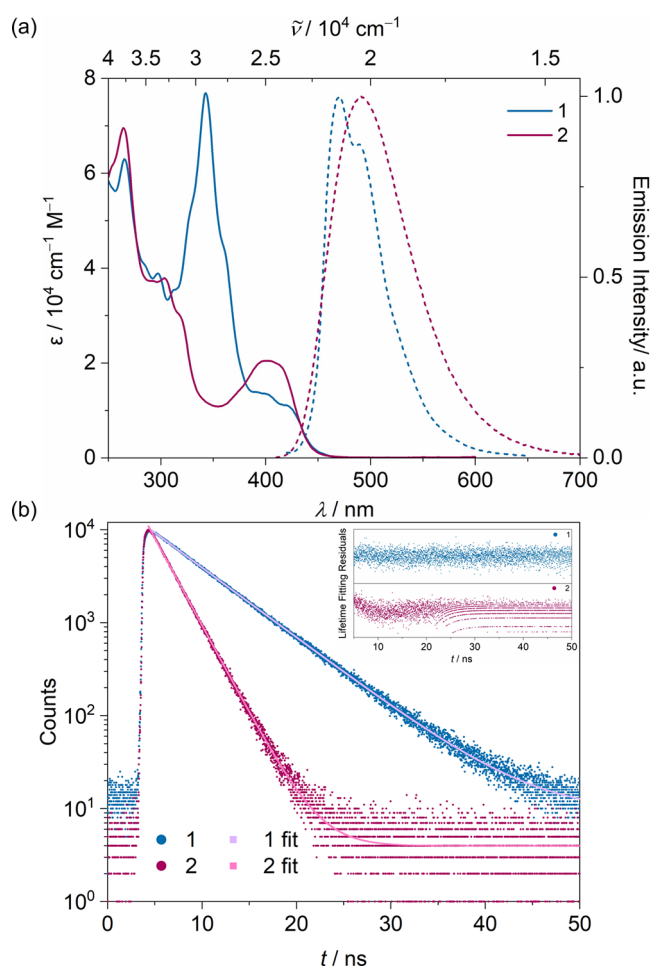 (a)
ṽ / 10⁴ cm⁻¹
4 3.5 3 2.5 2 1.5
8
6
4
2
0
ε / 10⁴ cm⁻¹ M⁻¹
1
2
1.0
0.5
0.0
Emission Intensity/ a.u.
300 400 500 600 700
λ / nm
(b)
10⁴
10³
10²
10¹
10⁰
Counts
Lifetime Fitting Residuals
1
2
10 20 30 40 50
t / ns
1 1 fit
2 2 fit
0 10 20 30 40 50
t / ns